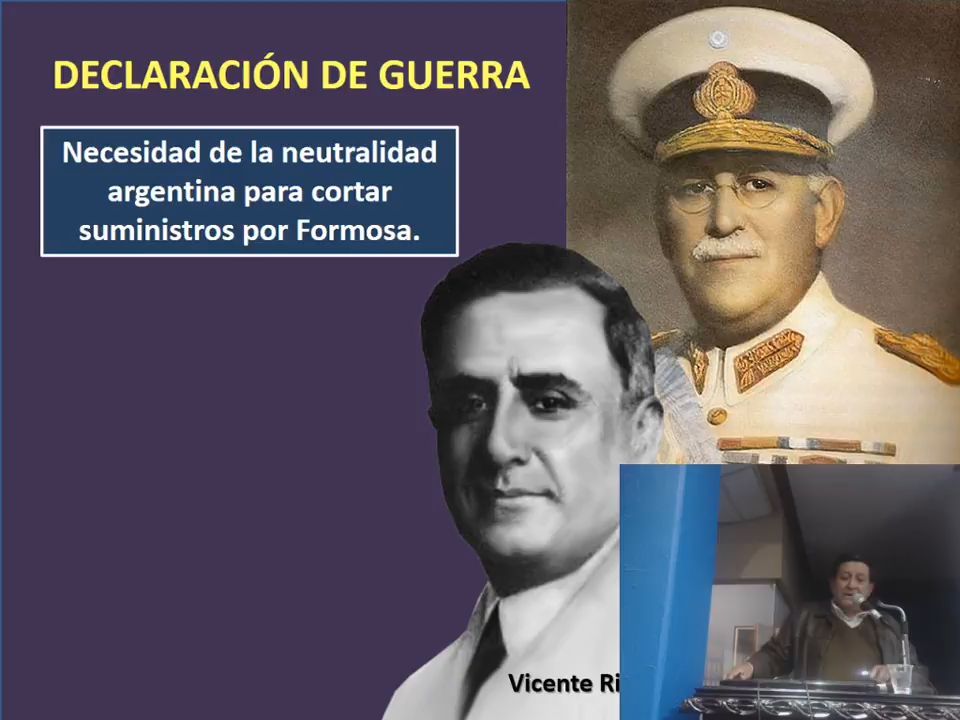 DECLARACIÓN DE GUERRA
Necesidad de la neutralidad
argentina para cortar
suministros por Formosa.
Vicente Ri